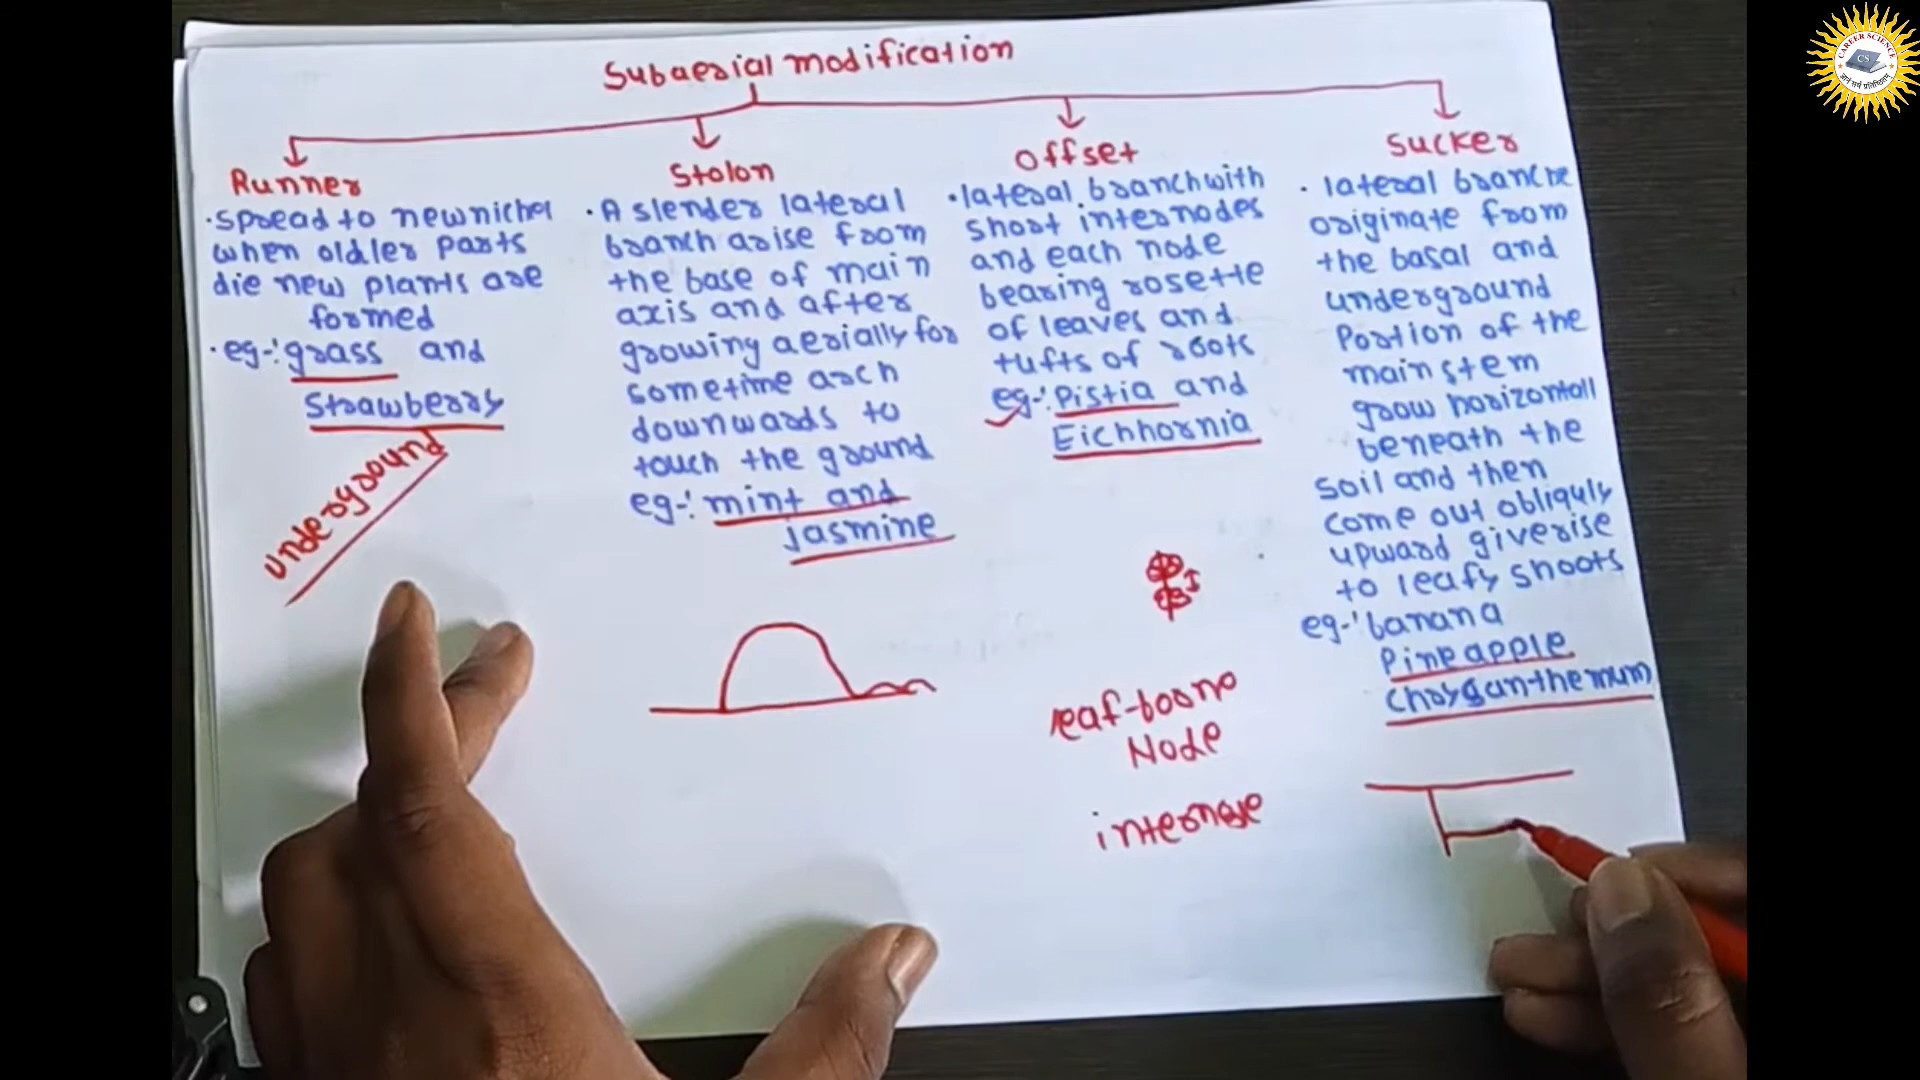 Subaerial modification
Runner
• spread to new niches
when oldler parts
die new plants are
formed
• eg-: grass and
Strawberry
Underground
Stolon
• A slender lateral
branch arise from
the base of main
axis and after
growing aerially for
sometime arch
downwards to
touch the ground
eg-: mint and
jasmine
Offset
• lateral branch with
short internodes
and each node
bearing rosette
of leaves and
tufts of roots
eg-: Pistia and
Eichhornia
leaf-borne
Node
Sucker
• lateral branche
originate from
the basal and
underground
Portion of the
main stem
grow horizontall
beneath the
soil and then
come out obliquly
upward giverise
to leafy shoots
eg-: banana
Pineapple
CAREER SCIENCE
CS